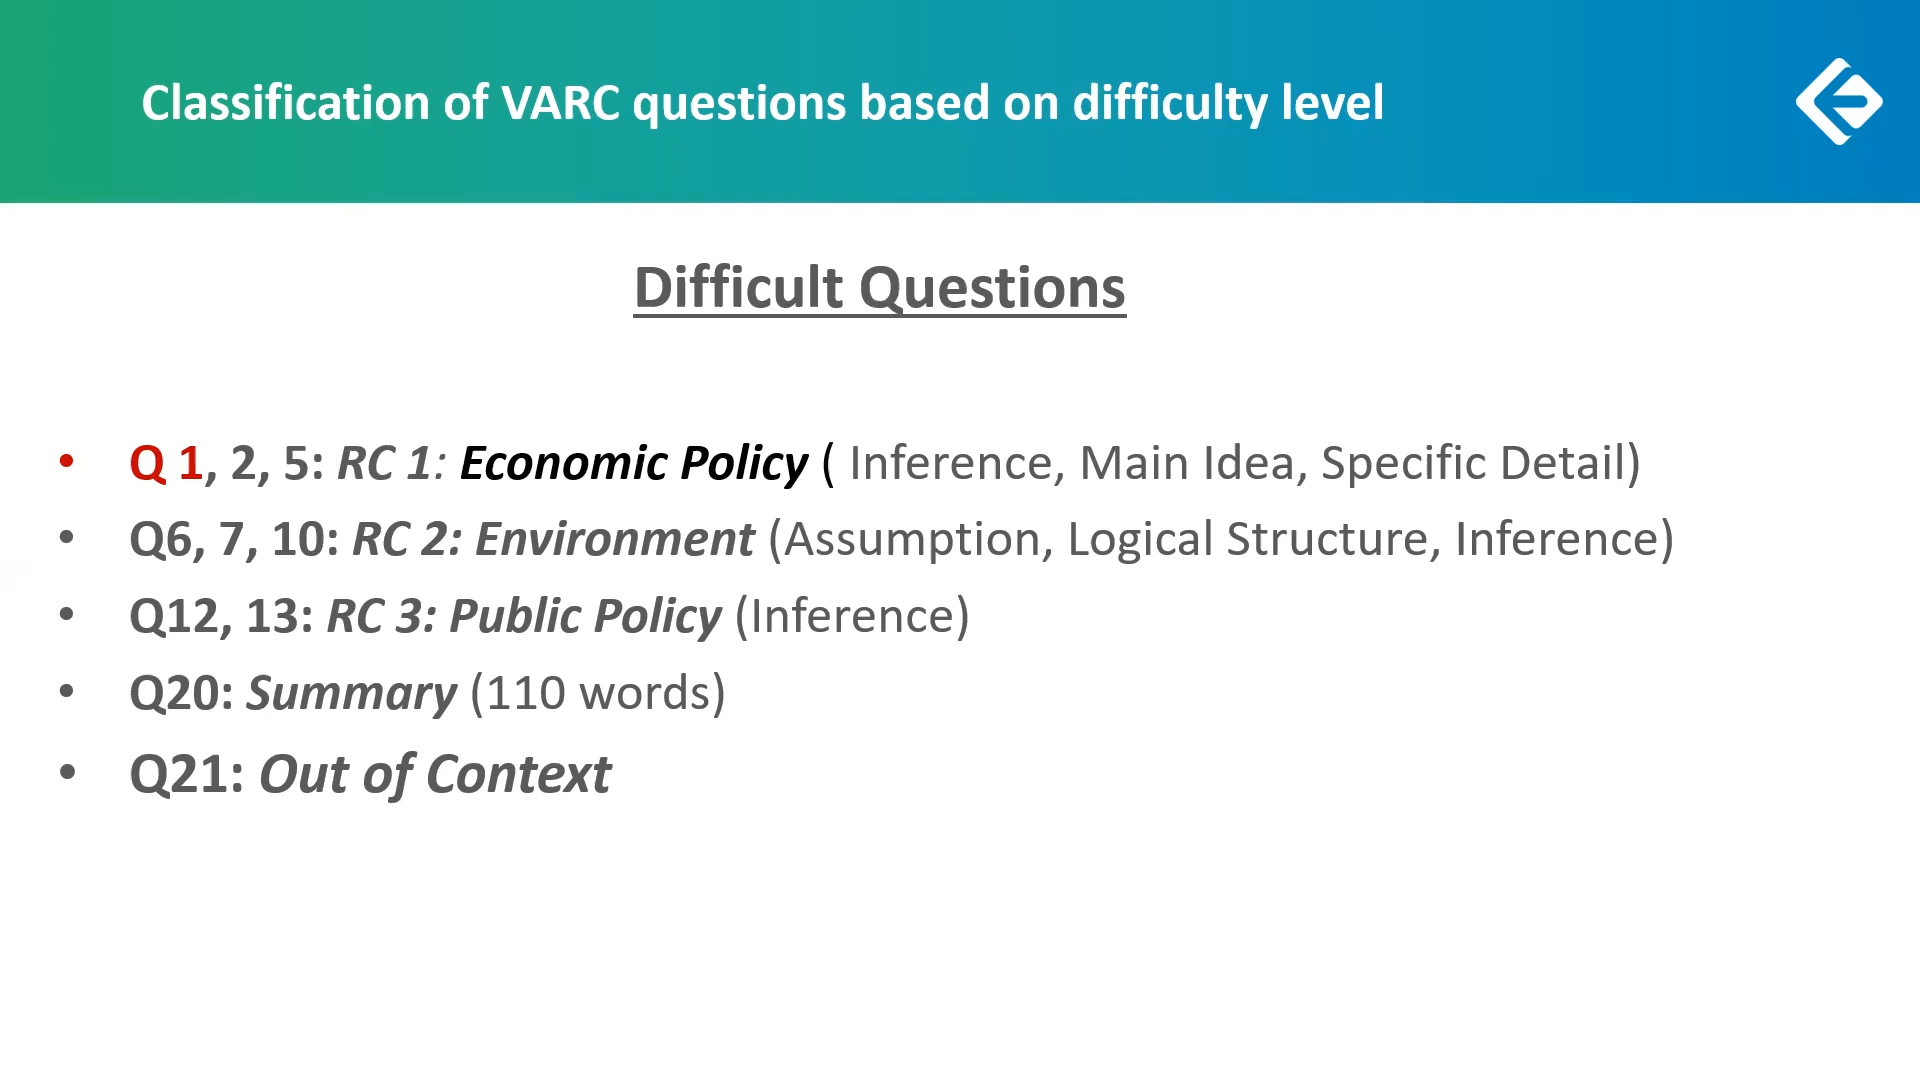 Classification of VARC questions based on difficulty level
Difficult Questions
• Q 1, 2, 5: RC 1: Economic Policy ( Inference, Main Idea, Specific Detail)
• Q6, 7, 10: RC 2: Environment (Assumption, Logical Structure, Inference)
• Q12, 13: RC 3: Public Policy (Inference)
• Q20: Summary (110 words)
• Q21: Out of Context